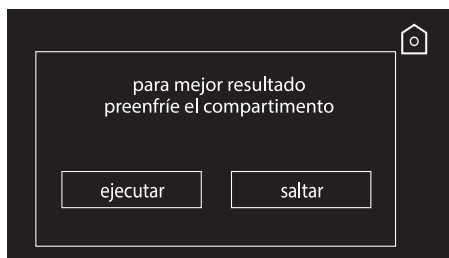 para mejor resultado
preenfríe el compartimento
ejecutar
saltar